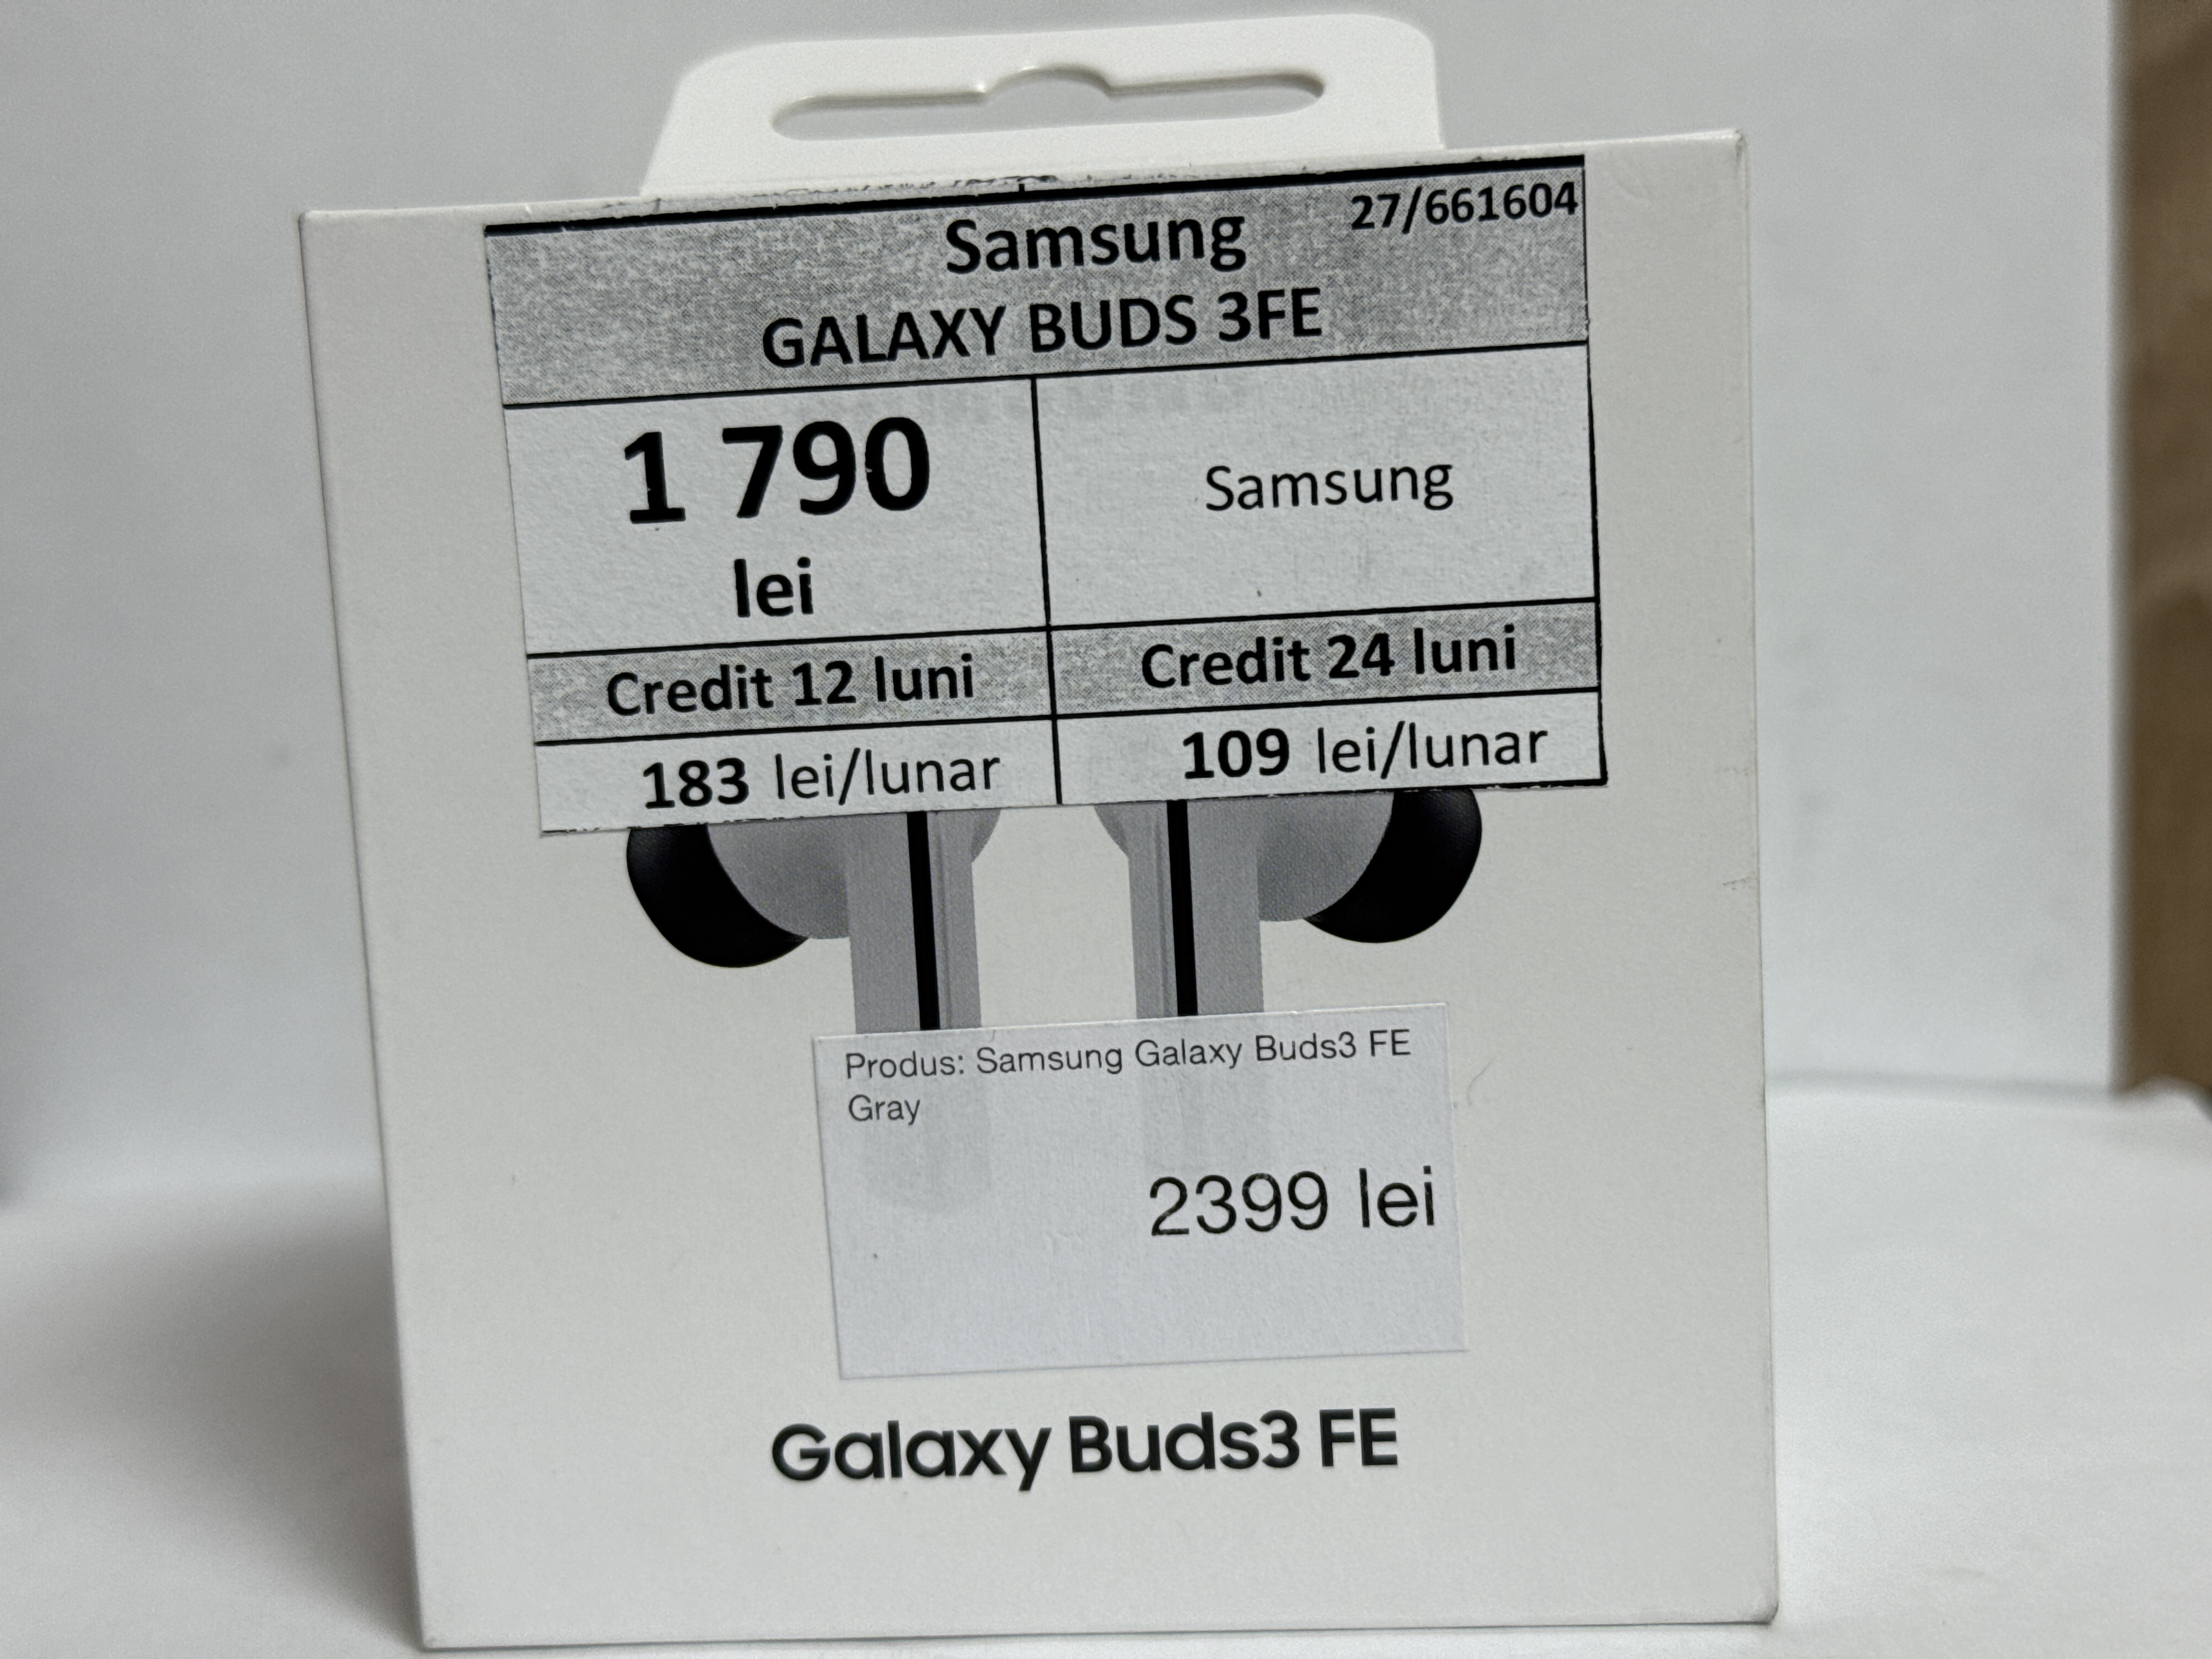 27/661604
Samsung
GALAXY BUDS 3FE
1 790
lei
Samsung
Credit 12 luni
Credit 24 luni
183 lei/lunar
109 lei/lunar
Produs: Samsung Galaxy Buds3 FE
Gray
2399 lei
Galaxy Buds3 FE